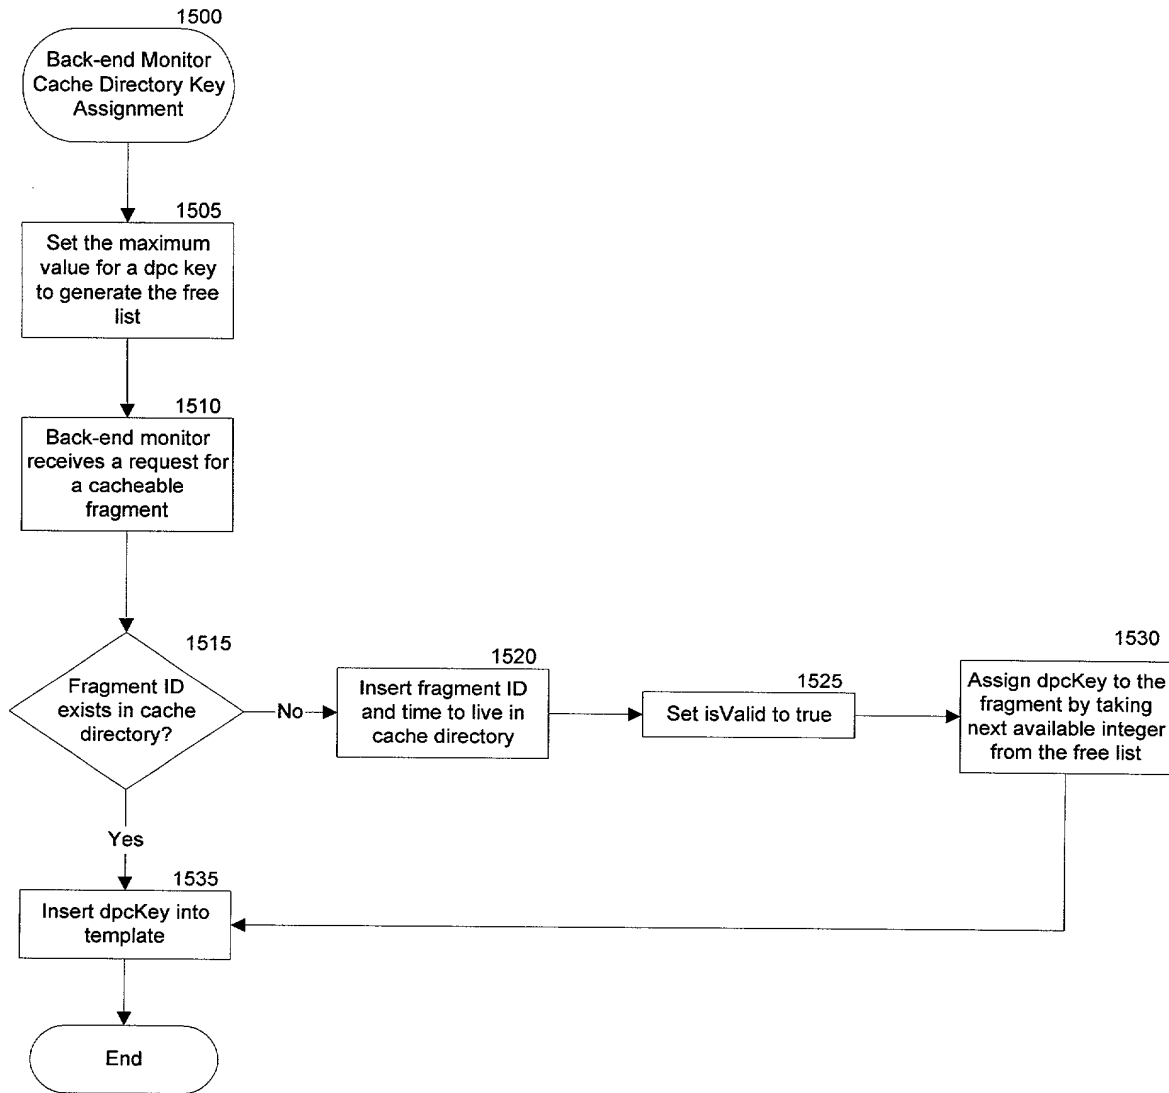 1500
Back-end Monitor
Cache Directory Key
Assignment
1505
Set the maximum
value for a dpc key
to generate the free
list
1510
Back-end monitor
receives a request for
a cacheable
fragment
1515
Fragment ID
exists in cache
directory?
No
1520
Insert fragment ID
and time to live in
cache directory
1525
Set isValid to true
1530
Assign dpcKey to the
fragment by taking
next available integer
from the free list
Yes
1535
Insert dpcKey into
template
End